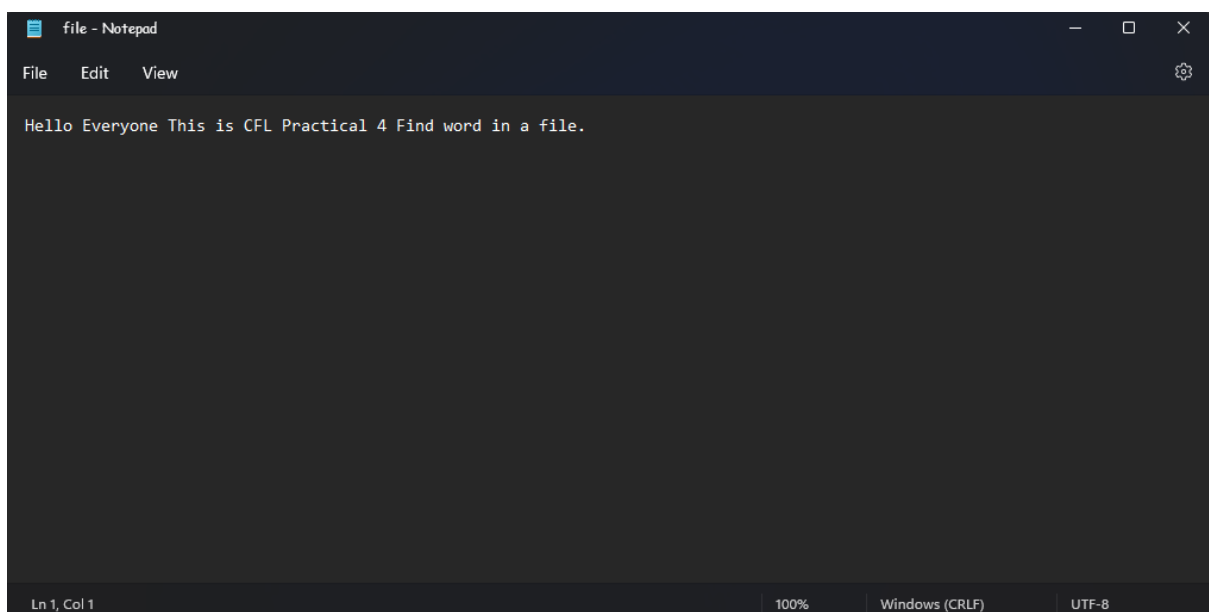 file - Notepad
File Edit View
Hello Everyone This is CFL Practical 4 Find word in a file.
Ln 1, Col 1 100% Windows (CRLF) UTF-8